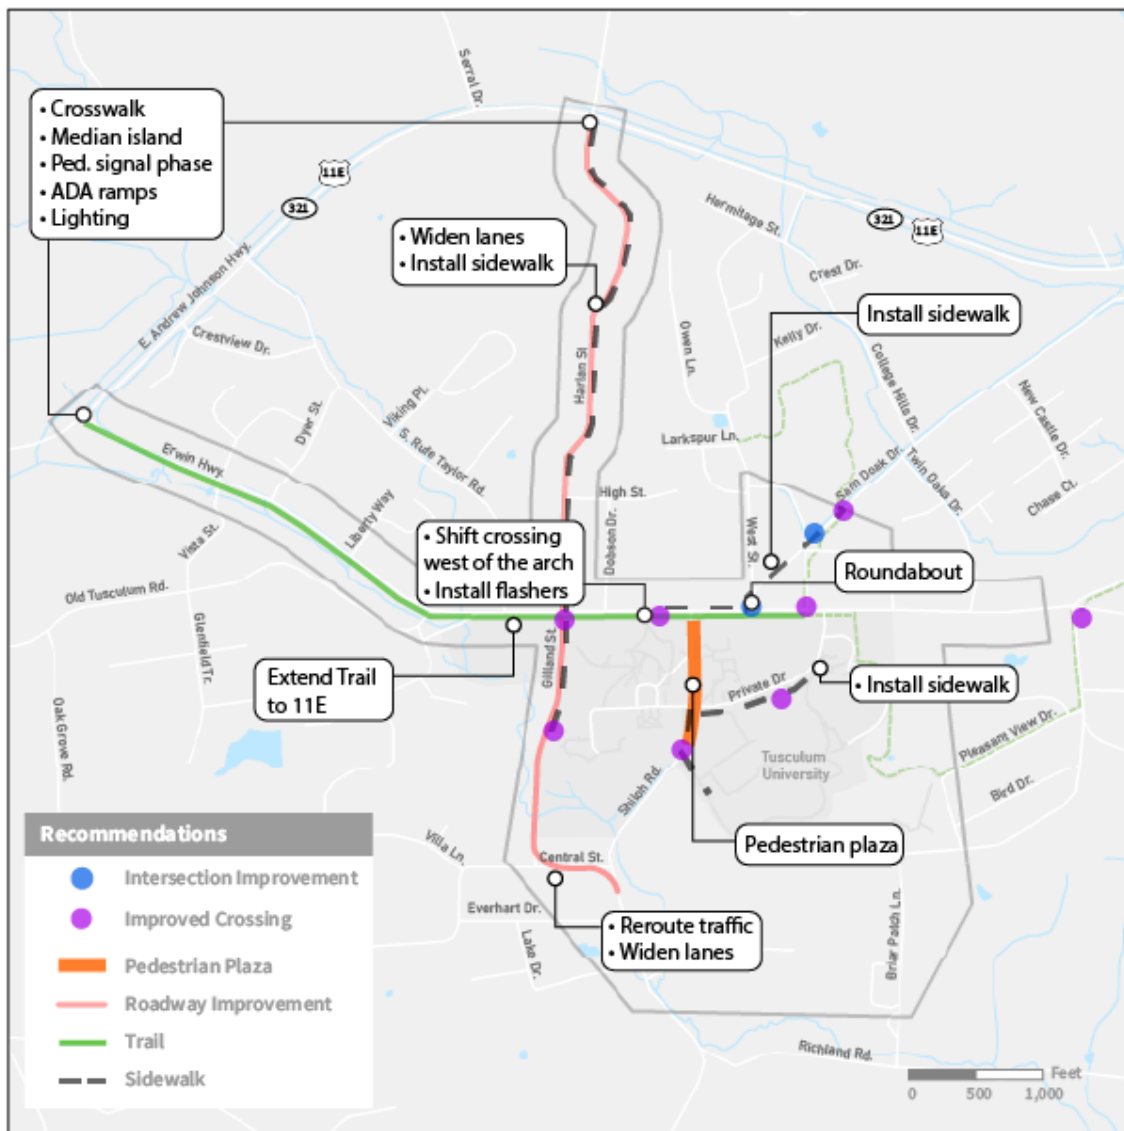 Serral Dr.
• Crosswalk
• Median island
• Ped. signal phase
• ADA ramps
• Lighting
11E
321
Hermitage St.
321
11E
• Widen lanes
• Install sidewalk
Crest Dr.
E. Andrew Johnson Hwy.
Install sidewalk
Crestview Dr.
Owen Ln.
Kelly Dr.
Harlan St
College Hills Dr.
New Castle Dr.
Viking Pl.
Dyer St.
Larkspur Ln.
S. Rufe Taylor Rd.
Erwin Hwy.
Sam Doak Dr.
Twin Oaks Dr.
Chase Ct.
High St.
Liberty Way
Vista St.
Dobson Dr.
West St.
• Shift crossing
west of the arch
• Install flashers
Roundabout
Old Tusculum Rd.
Glenfield Tr.
Gilland St.
Extend Trail
to 11E
Private Dr
• Install sidewalk
Oak Grove Rd.
Pleasant View Dr.
Tusculum
University
Shiloh Rd.
Bird Dr.
Recommendations
Intersection Improvement
Improved Crossing
Pedestrian Plaza
Roadway Improvement
Trail
Sidewalk
Villa Ln.
Central St.
Pedestrian plaza
Everhart Dr.
Lake Dr.
• Reroute traffic
• Widen lanes
Briar Patch Ln.
Richland Rd.
Feet
0 500 1,000